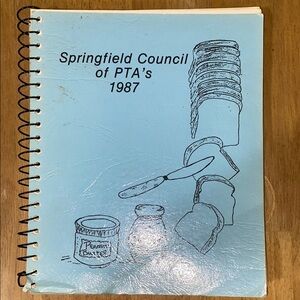 Springfield Council
of PTA's
1987
Peanut
Butter